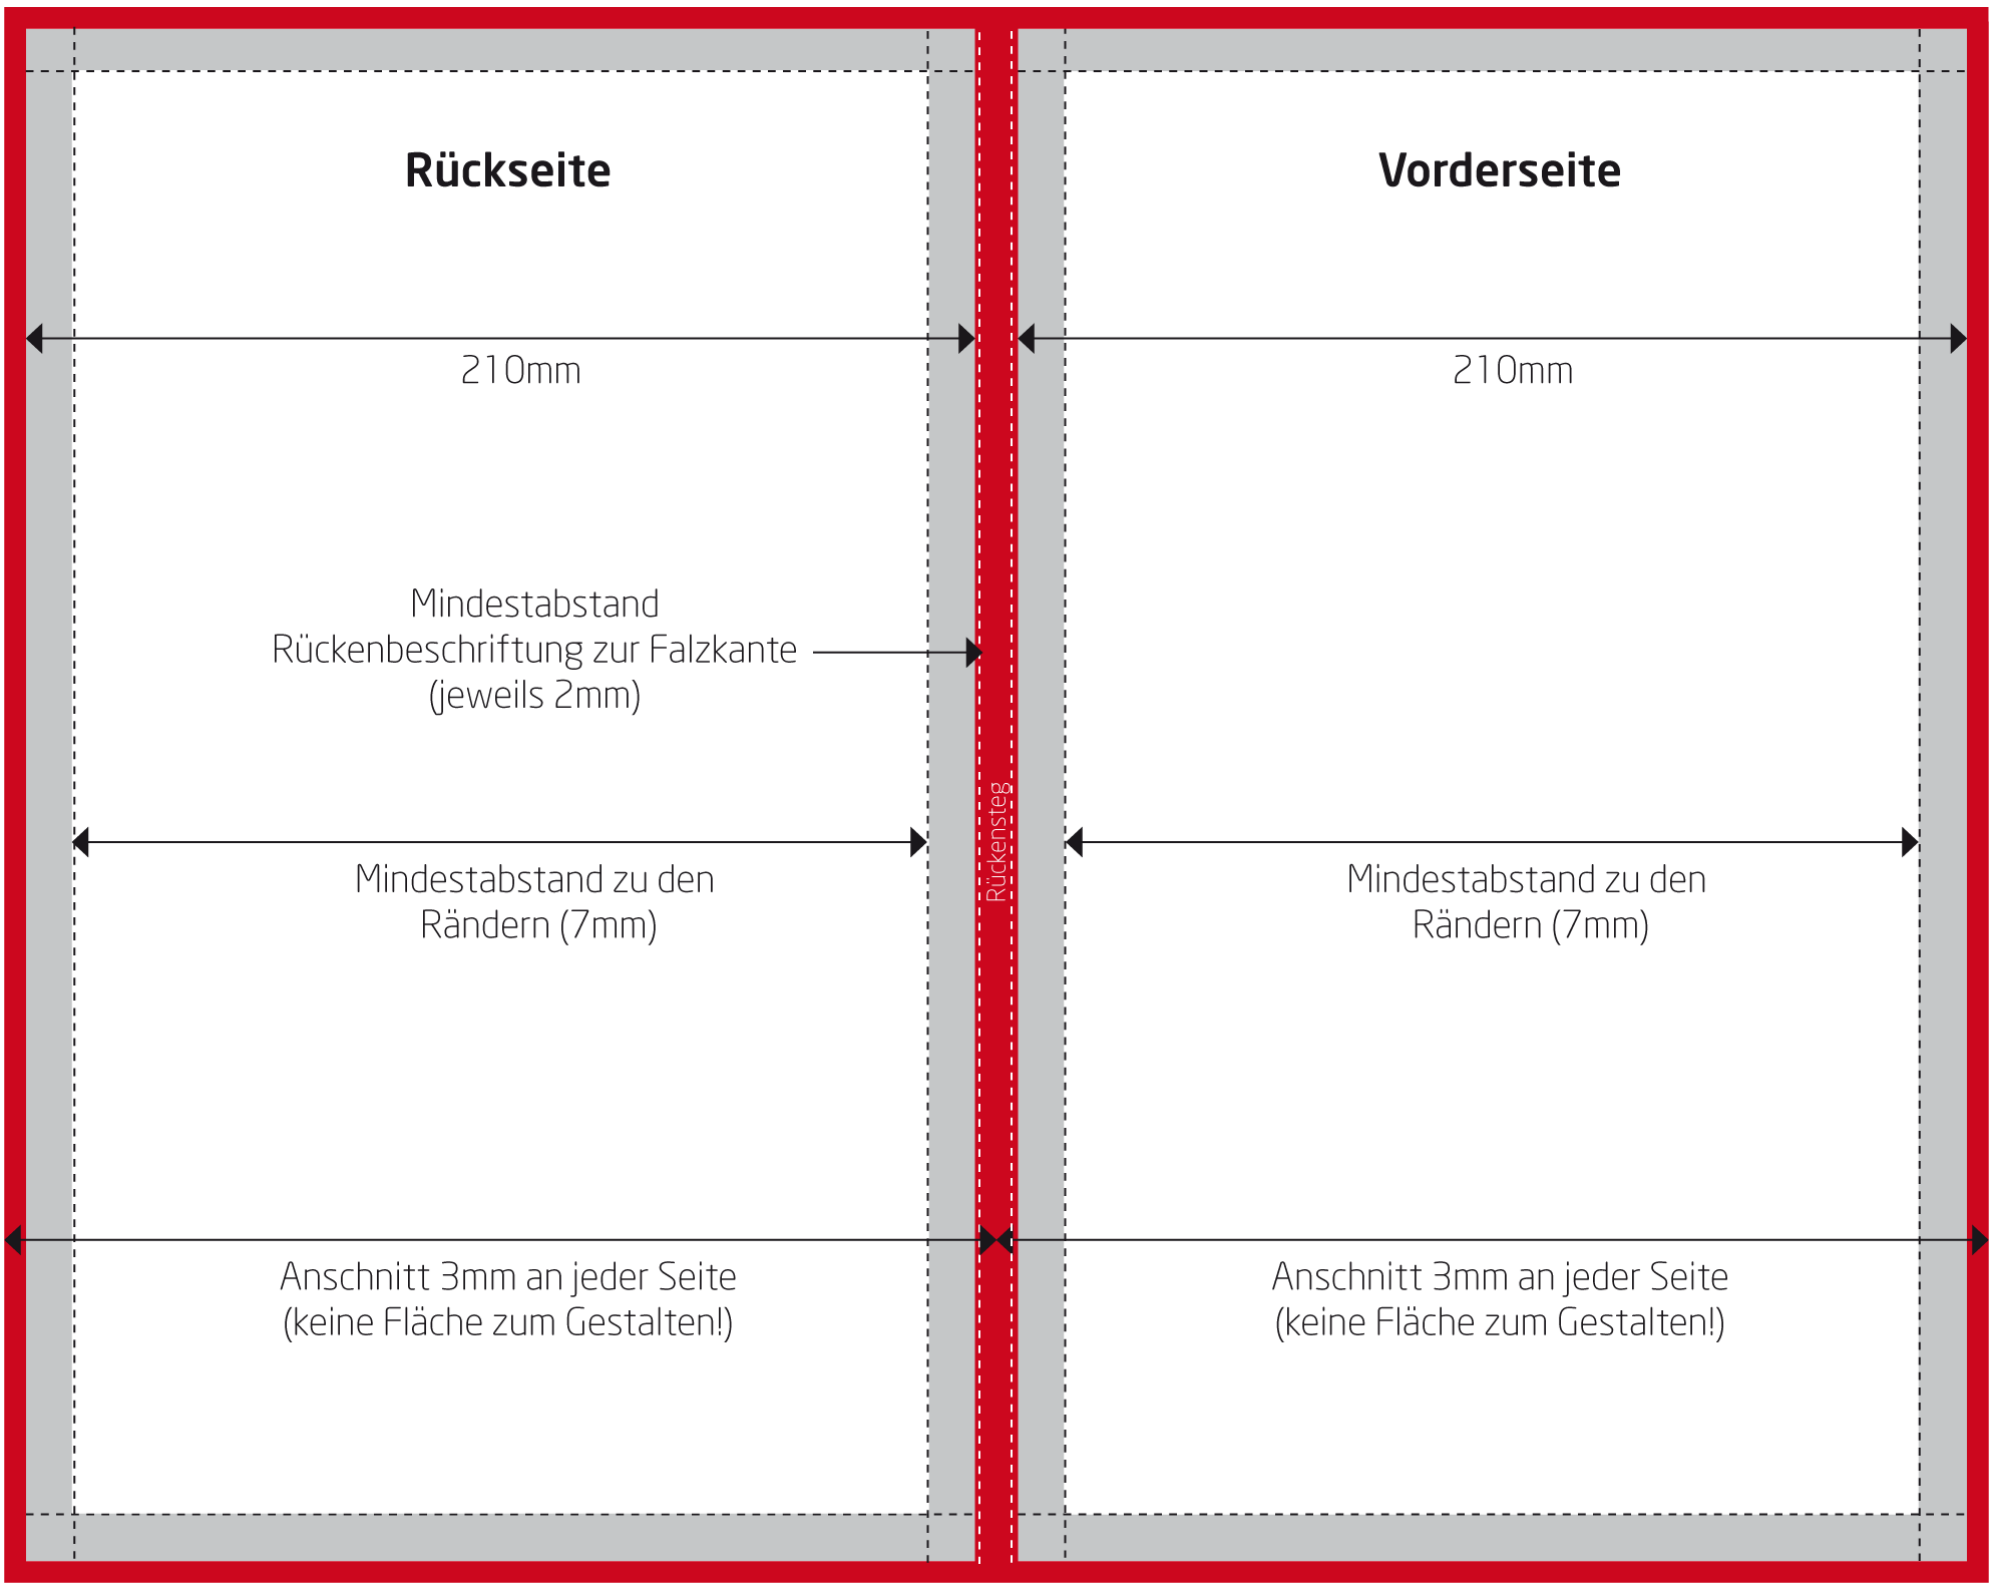 Rückseite
Vorderseite
210mm
210mm
Mindestabstand
Rückenbeschriftung zur Falzkante
(jeweils 2mm)
Rückensteg
Mindestabstand zu den
Rändern (7mm)
Mindestabstand zu den
Rändern (7mm)
Anschnitt 3mm an jeder Seite
(keine Fläche zum Gestalten!)
Anschnitt 3mm an jeder Seite
(keine Fläche zum Gestalten!)